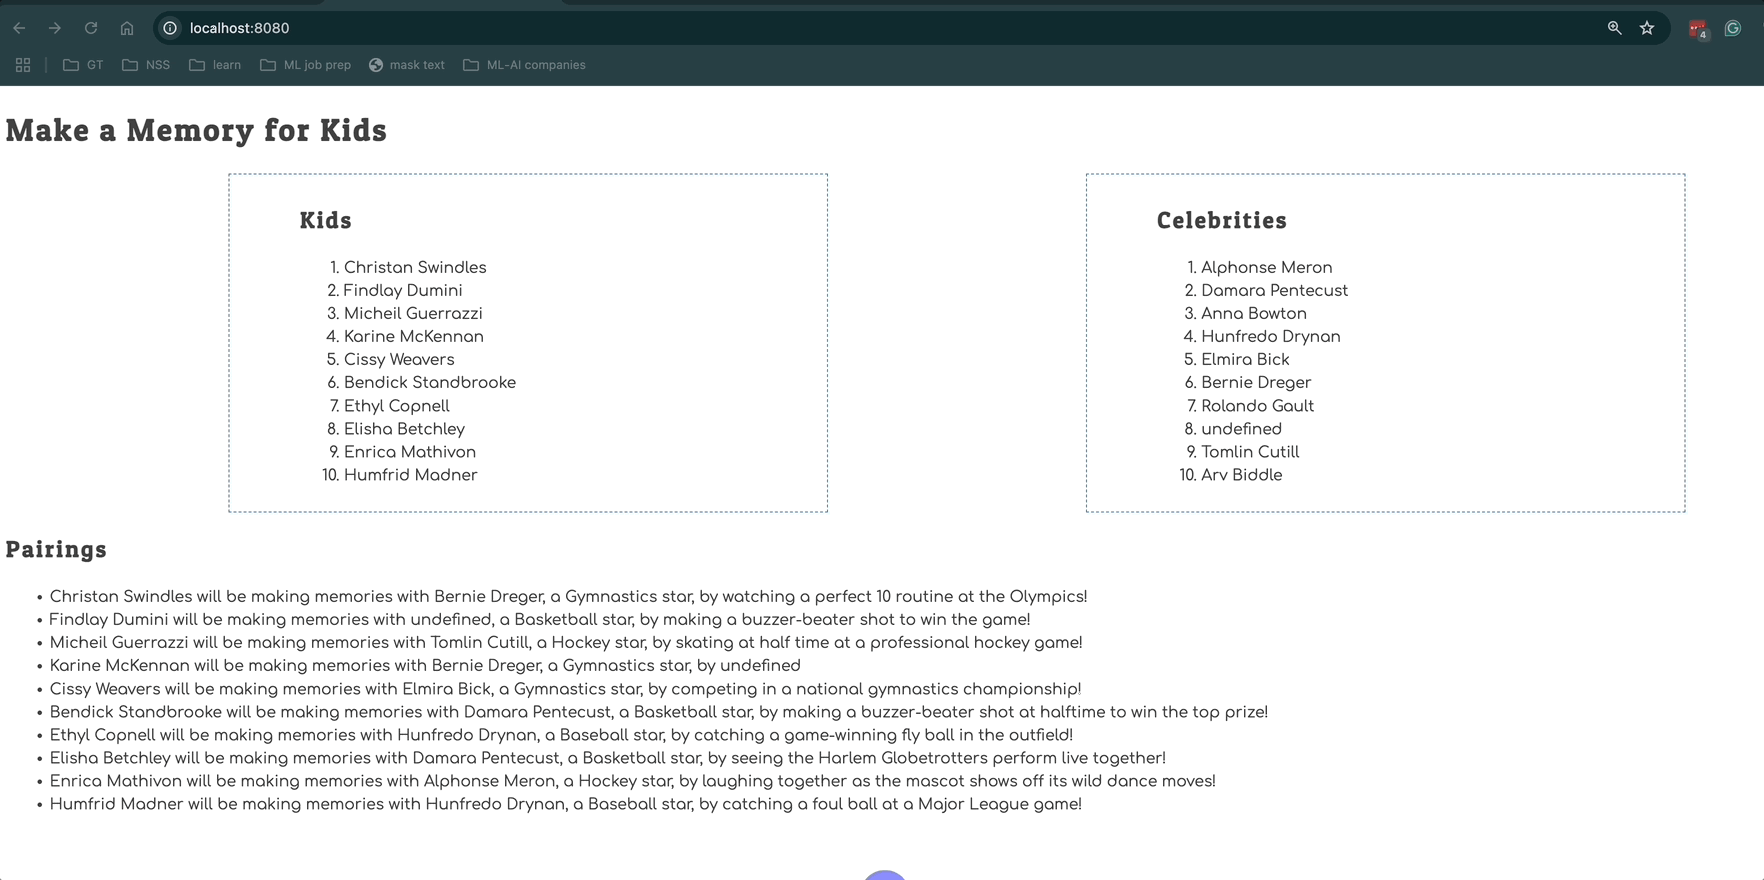 localhost:8080
4
GT NSS learn ML job prep mask text ML-AI companies
Make a Memory for Kids
Kids
1. Christan Swindles
2. Findlay Dumini
3. Micheil Guerrazzi
4. Karine McKennan
5. Cissy Weavers
6. Bendick Standbrooke
7. Ethyl Copnell
8. Elisha Betchley
9. Enrica Mathivon
10. Humfrid Madner
Celebrities
1. Alphonse Meron
2. Damara Pentecust
3. Anna Bowton
4. Hunfredo Drynan
5. Elmira Bick
6. Bernie Dreger
7. Rolando Gault
8. undefined
9. Tomlin Cutill
10. Arv Biddle
Pairings
• Christan Swindles will be making memories with Bernie Dreger, a Gymnastics star, by watching a perfect 10 routine at the Olympics!
• Findlay Dumini will be making memories with undefined, a Basketball star, by making a buzzer-beater shot to win the game!
• Micheil Guerrazzi will be making memories with Tomlin Cutill, a Hockey star, by skating at half time at a professional hockey game!
• Karine McKennan will be making memories with Bernie Dreger, a Gymnastics star, by undefined
• Cissy Weavers will be making memories with Elmira Bick, a Gymnastics star, by competing in a national gymnastics championship!
• Bendick Standbrooke will be making memories with Damara Pentecust, a Basketball star, by making a buzzer-beater shot at halftime to win the top prize!
• Ethyl Copnell will be making memories with Hunfredo Drynan, a Baseball star, by catching a game-winning fly ball in the outfield!
• Elisha Betchley will be making memories with Damara Pentecust, a Basketball star, by seeing the Harlem Globetrotters perform live together!
• Enrica Mathivon will be making memories with Alphonse Meron, a Hockey star, by laughing together as the mascot shows off its wild dance moves!
• Humfrid Madner will be making memories with Hunfredo Drynan, a Baseball star, by catching a foul ball at a Major League game!